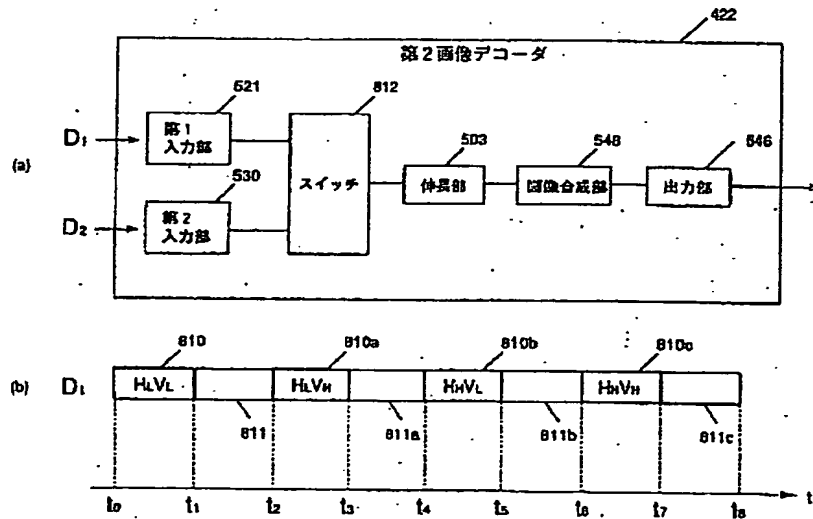 422
第2画像デコーダ
521
812
D1
第1
入力部
503
548
546
(a)
530
スイッチ
伸長部
画像合成部
出力部
D2
第2
入力部
810
810a
810b
810c
(b)
D1
HLVL
HLVH
HHVL
HHVH
811
811a
811b
811c
t0
t1
t2
t3
t4
t5
t6
t7
t8
t